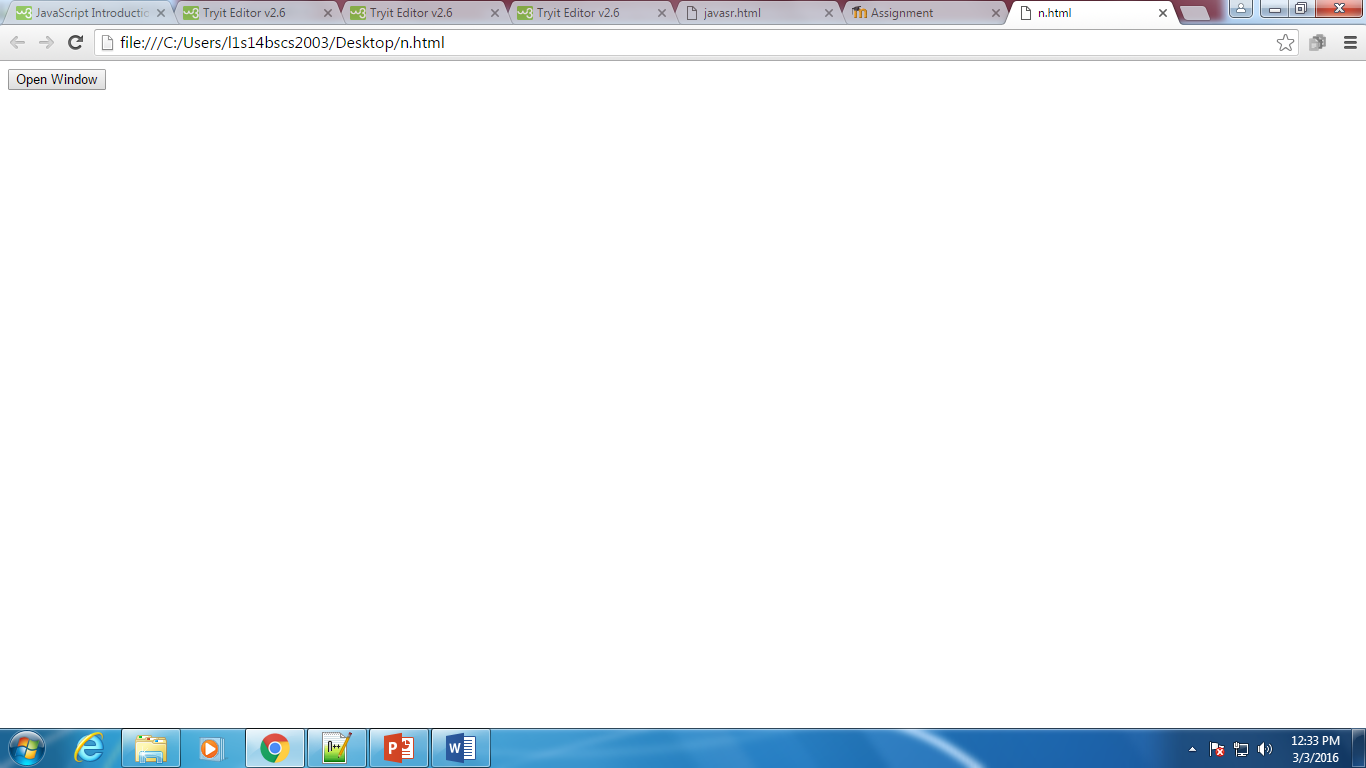 JavaScript Introductic
Tryit Editor v2.6
Tryit Editor v2.6
Tryit Editor v2.6
javasr.html
Assignment
n.html
file:///C:/Users/l1s14bscs2003/Desktop/n.html
Open Window
12:33 PM
3/3/2016